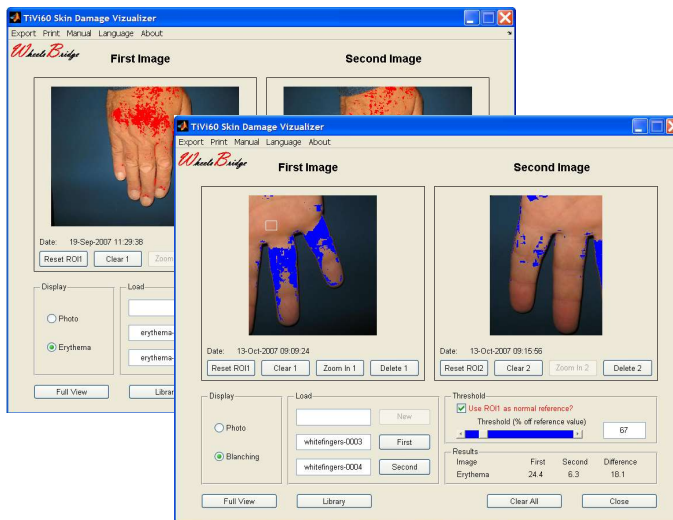 TiVi60 Skin Damage Vizualizer
Export Print Manual Language About
Wheels Bridge First Image Second Image
Date: 19-Sep-2007 11:29:38
Reset ROI1 Clear 1 Zoom
Display Load
Photo
erythema-
Erythema
erythema-
Full View Librar
TiVi60 Skin Damage Vizualizer
Export Print Manual Language About
Wheels Bridge First Image Second Image
Date: 13-Oct-2007 09:09:24 Date: 13-Oct-2007 09:15:56
Reset ROI1 Clear 1 Zoom In 1 Delete 1 Reset ROI2 Clear 2 Zoom In 2 Delete 2
Display Load Threshold
New Use ROI1 as normal reference?
Photo Threshold (% off reference value)
whitefingers-0003 First 67
Blanching
whitefingers-0004 Second
Results
Image First Second Difference
Erythema 24.4 6.3 18.1
Full View Library Clear All Close